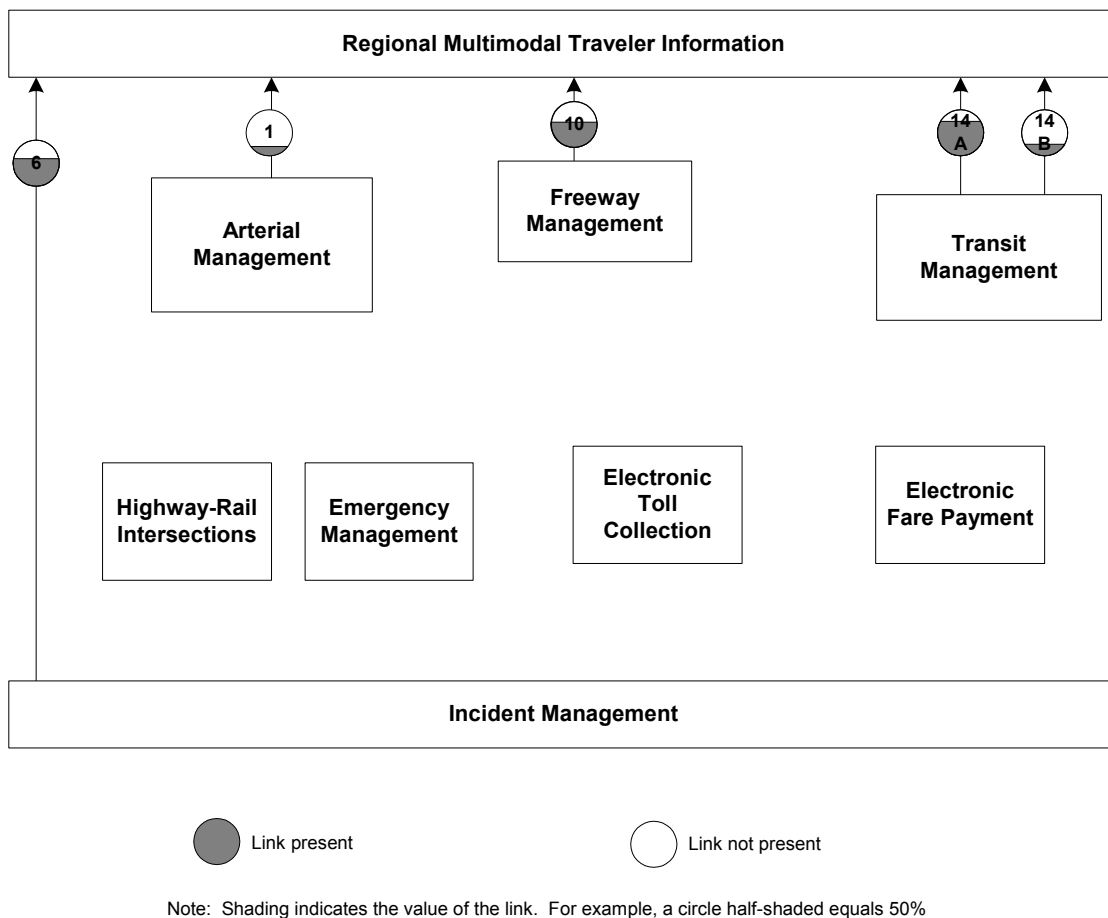 Regional Multimodal Traveler Information
6
1
10
14
A
14
B
Arterial
Management
Freeway
Management
Transit
Management
Highway-Rail
Intersections
Emergency
Management
Electronic
Toll
Collection
Electronic
Fare Payment
Incident Management
Link present
Link not present
Note:  Shading indicates the value of the link.  For example, a circle half-shaded equals 50%